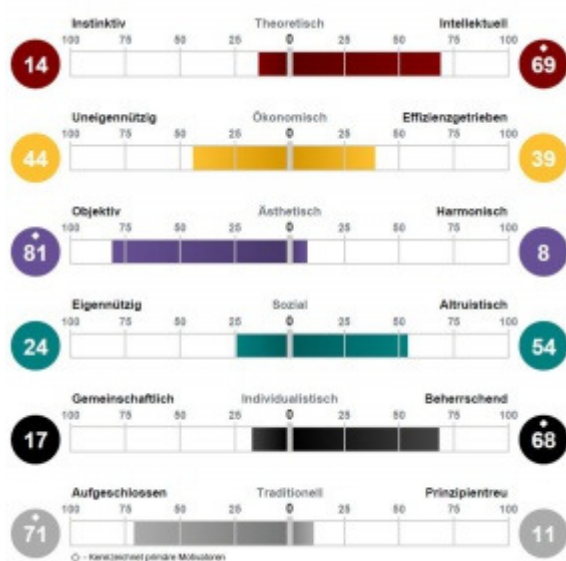 Instinktiv Theoretisch Intellektuell
100 75 50 25 0 25 50 75 100
14 69
Uneigennützig Ökonomisch Effizienzgetrieben
100 75 50 25 0 25 50 75 100
44 39
Objektiv Ästhetisch Harmonisch
100 75 50 25 0 25 50 75 100
81 8
Eigennützig Sozial Altruistisch
100 75 50 25 0 25 50 75 100
24 54
Gemeinschaftlich Individualistisch Beherrschend
100 75 50 25 0 25 50 75 100
17 68
Aufgeschlossen Traditionell Prinzipientreu
100 75 50 25 0 25 50 75 100
71 11
- Kennzeichnet primäre Motivatoren